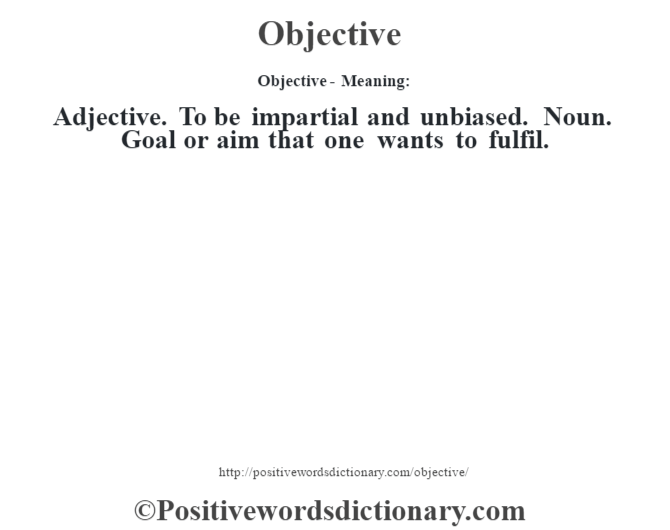 Objective
Objective - Meaning:
Adjective. To be impartial and unbiased. Noun.
Goal or aim that one wants to fulfil.
http://positivewordsdictionary.com/objective/
©Positivewordsdictionary.com